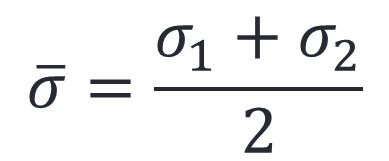 σ̅ = (σ₁ + σ₂) / 2